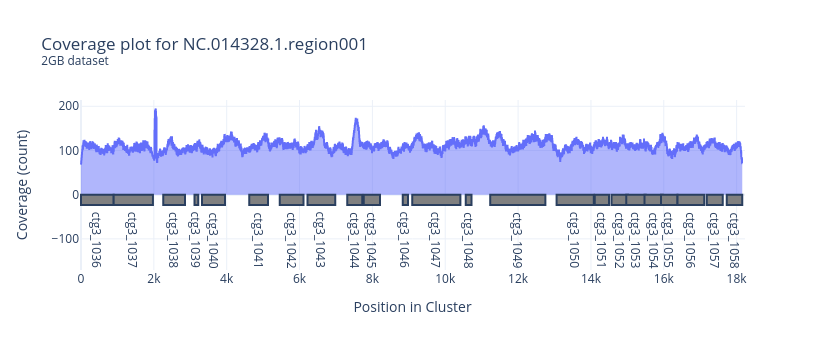 Coverage plot for NC.014328.1.region001
2GB dataset
Coverage (count)
200
100
0
−100
ctg3_1036
ctg3_1037
ctg3_1038
ctg3_1039
ctg3_1040
ctg3_1041
ctg3_1042
ctg3_1043
ctg3_1044
ctg3_1045
ctg3_1046
ctg3_1047
ctg3_1048
ctg3_1049
ctg3_1050
ctg3_1051
ctg3_1052
ctg3_1053
ctg3_1054
ctg3_1055
ctg3_1056
ctg3_1057
ctg3_1058
0 2k 4k 6k 8k 10k 12k 14k 16k 18k
Position in Cluster